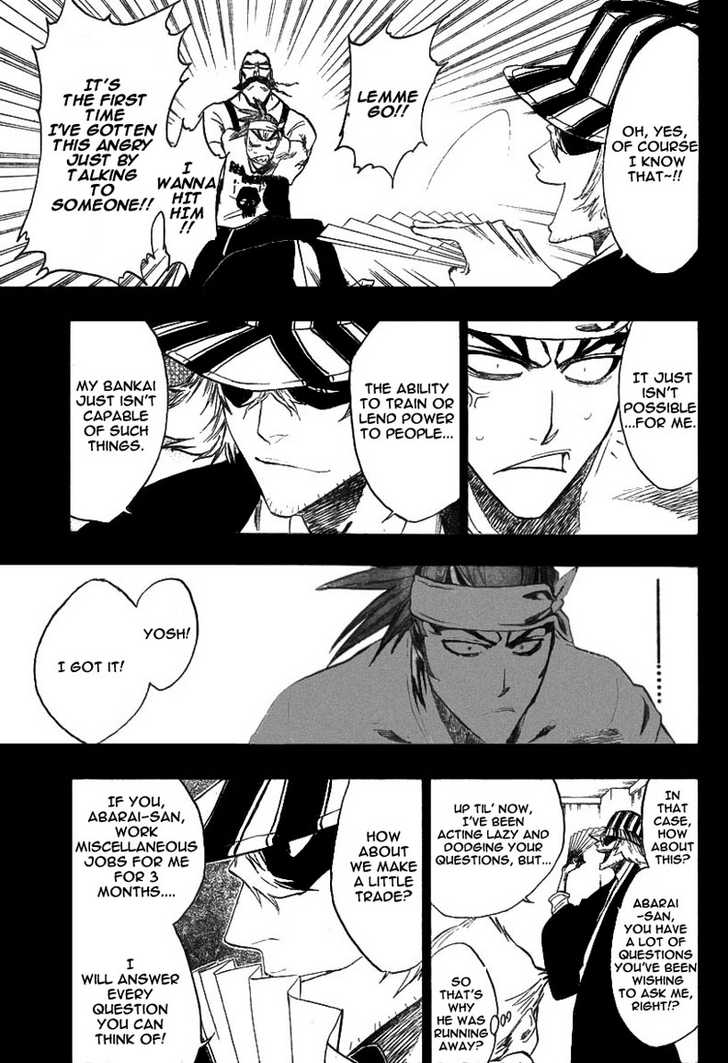 OH, YES,
OF COURSE
I KNOW
THAT~!!
LEMME
GO!!
I
WANNA
HIT
HIM
!!
IT'S
THE FIRST
TIME
I'VE GOTTEN
THIS ANGRY
JUST BY
TALKING
TO
SOMEONE!!
IT JUST
ISN'T
POSSIBLE
...FOR ME.
THE ABILITY
TO TRAIN OR
LEND POWER
TO PEOPLE...
MY BANKAI
JUST ISN'T
CAPABLE
OF SUCH
THINGS.
YOSH!
I GOT IT!
IN
THAT
CASE,
HOW
ABOUT
THIS?
ABARAI
-SAN,
YOU HAVE
A LOT OF
QUESTIONS
YOU'VE BEEN
WISHING
TO ASK ME,
RIGHT!?
UP TIL' NOW,
I'VE BEEN
ACTING LAZY AND
DODGING YOUR
QUESTIONS, BUT...
SO
THAT'S
WHY
HE WAS
RUNNING
AWAY?
HOW
ABOUT
WE MAKE
A LITTLE
TRADE?
IF YOU,
ABARAI-SAN,
WORK
MISCELLANEOUS
JOBS FOR ME
FOR 3
MONTHS....
I
WILL ANSWER
EVERY
QUESTION
YOU CAN
THINK OF!